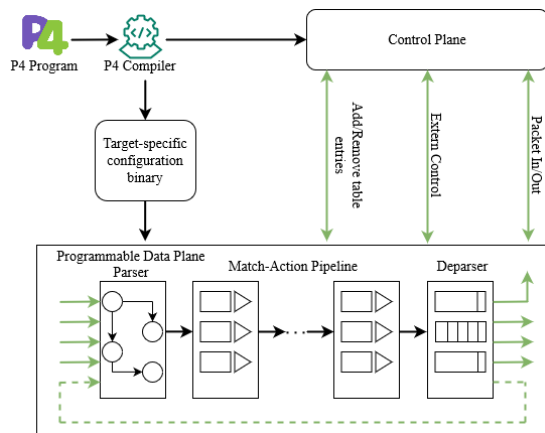 P4
P4 Program
P4 Compiler
Control Plane
Target-specific
configuration
binary
Add/Remove table
entries
Extern Control
Packet In/Out
Programmable Data Plane
Parser
Match-Action Pipeline
Deparser